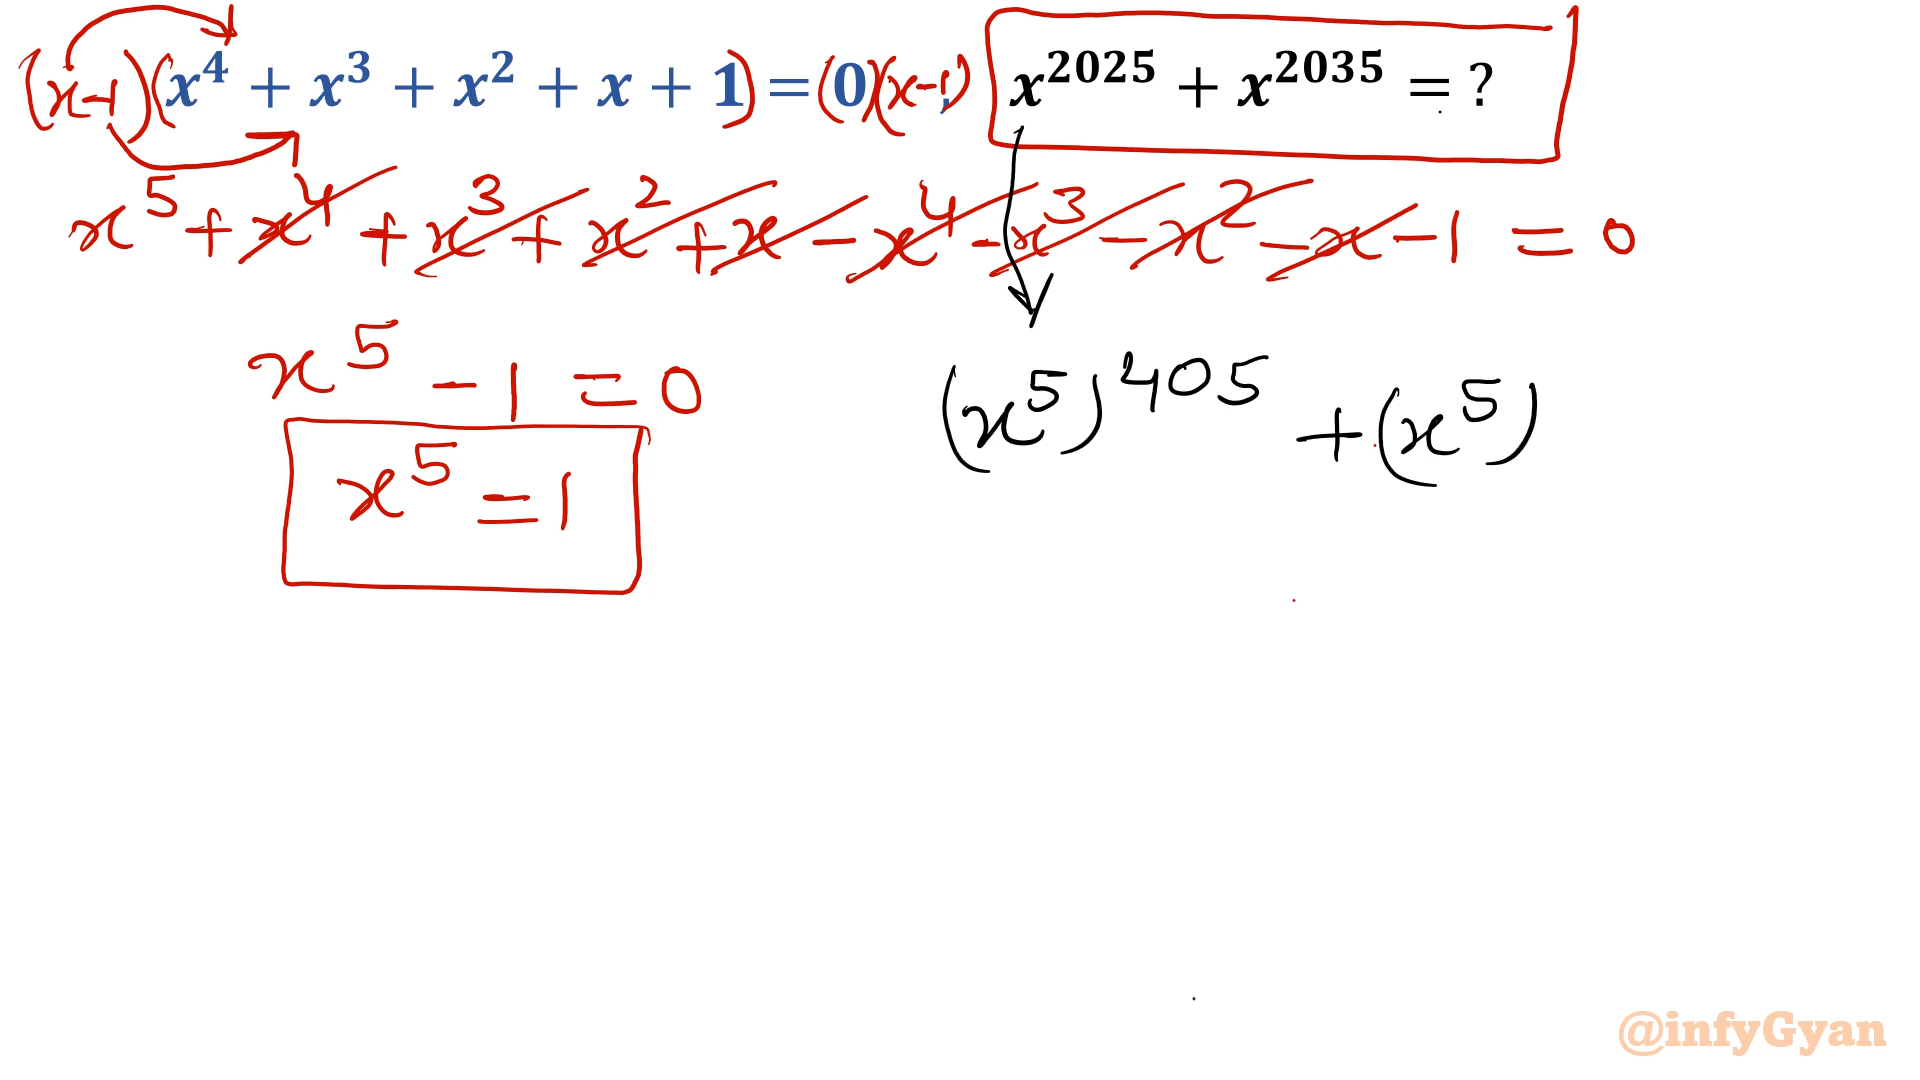 (x-1)(x⁴ + x³ + x² + x + 1) = (0)(x-1), x²⁰²⁵ + x²⁰³⁵ = ?
x⁵ + x⁴ + x³ + x² + x - x⁴ - x³ - x² - x - 1 = 0
x⁵ - 1 = 0
x⁵ = 1
(x⁵)⁴⁰⁵ + (x⁵)
@infyGyan